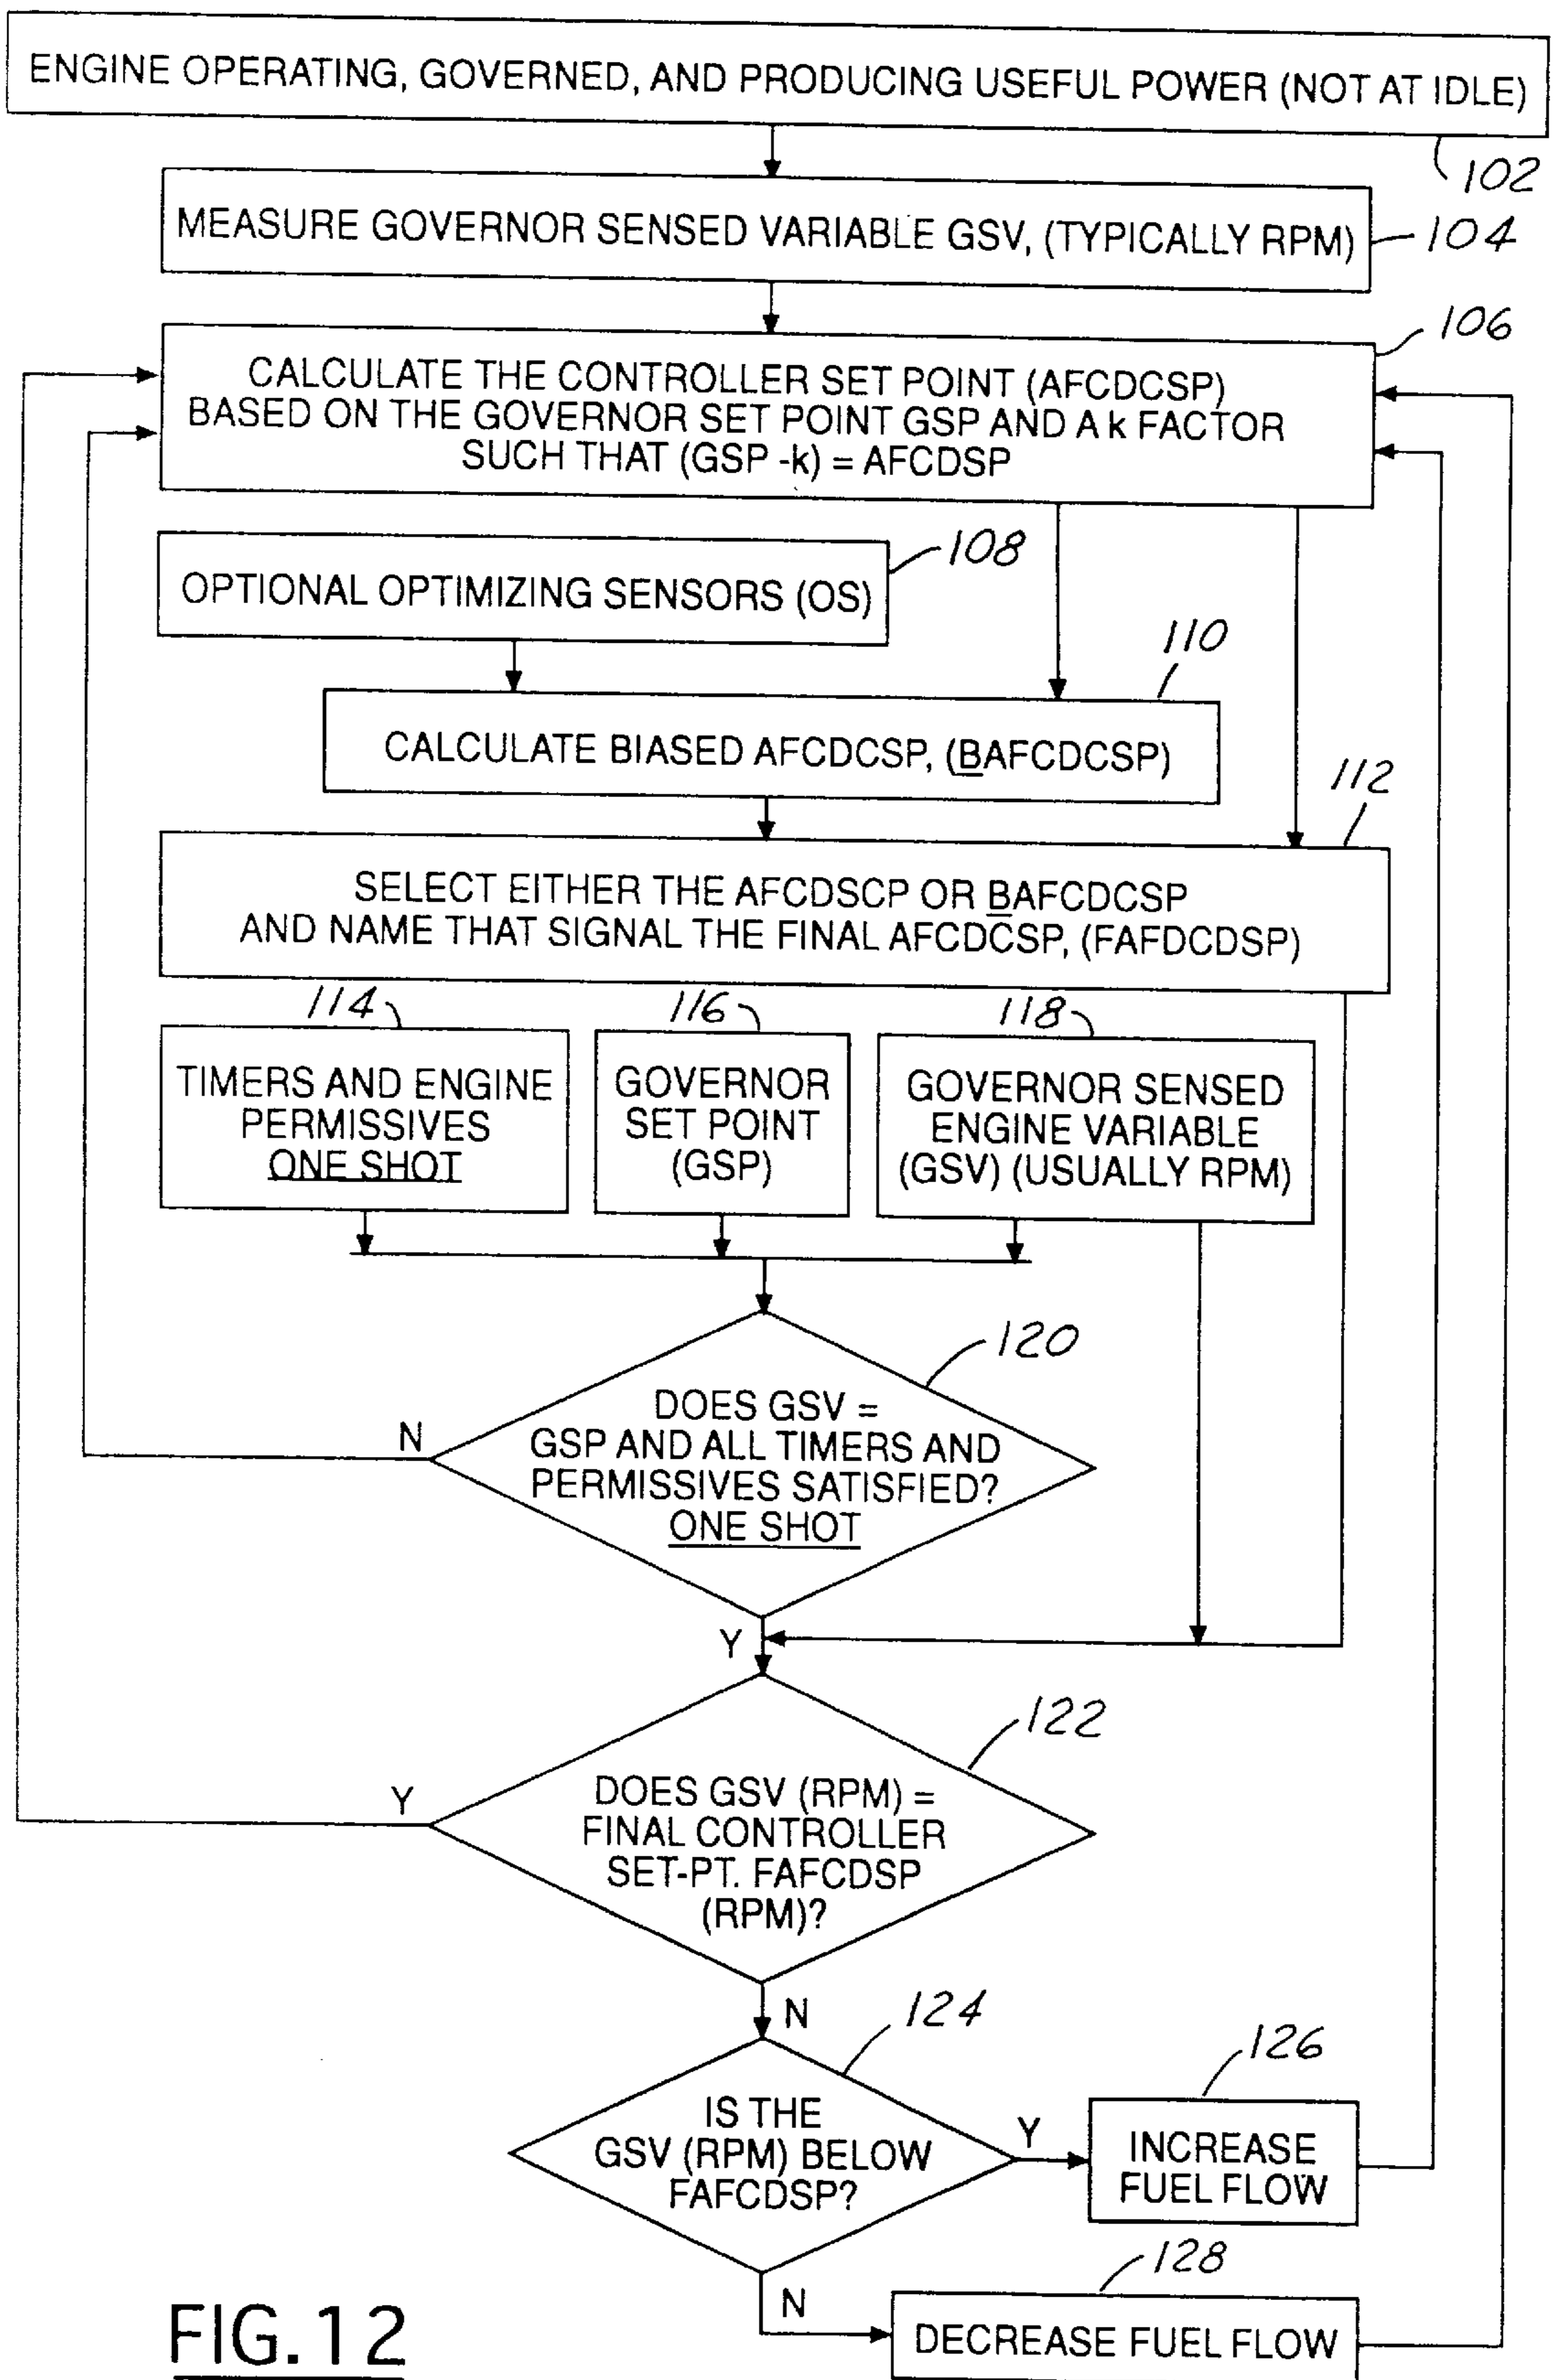 ENGINE OPERATING, GOVERNED, AND PRODUCING USEFUL POWER (NOT AT IDLE)
102
MEASURE GOVERNOR SENSED VARIABLE GSV, (TYPICALLY RPM)
104
106
CALCULATE THE CONTROLLER SET POINT (AFCDCSP)
BASED ON THE GOVERNOR SET POINT GSP AND A k FACTOR
SUCH THAT (GSP -k) = AFCDSP
108
OPTIONAL OPTIMIZING SENSORS (OS)
110
CALCULATE BIASED AFCDCSP, (BAFCDCSP)
112
SELECT EITHER THE AFCDSCP OR BAFCDCSP
AND NAME THAT SIGNAL THE FINAL AFCDCSP, (FAFDCDSP)
114
TIMERS AND ENGINE
PERMISSIVES
ONE SHOT
116
GOVERNOR
SET POINT
(GSP)
118
GOVERNOR SENSED
ENGINE VARIABLE
(GSV) (USUALLY RPM)
120
DOES GSV =
GSP AND ALL TIMERS AND
PERMISSIVES SATISFIED?
ONE SHOT
N
Y
122
DOES GSV (RPM) =
FINAL CONTROLLER
SET-PT. FAFCDSP
(RPM)?
Y
N
124
IS THE
GSV (RPM) BELOW
FAFCDSP?
Y
126
INCREASE
FUEL FLOW
N
128
DECREASE FUEL FLOW
FIG.12